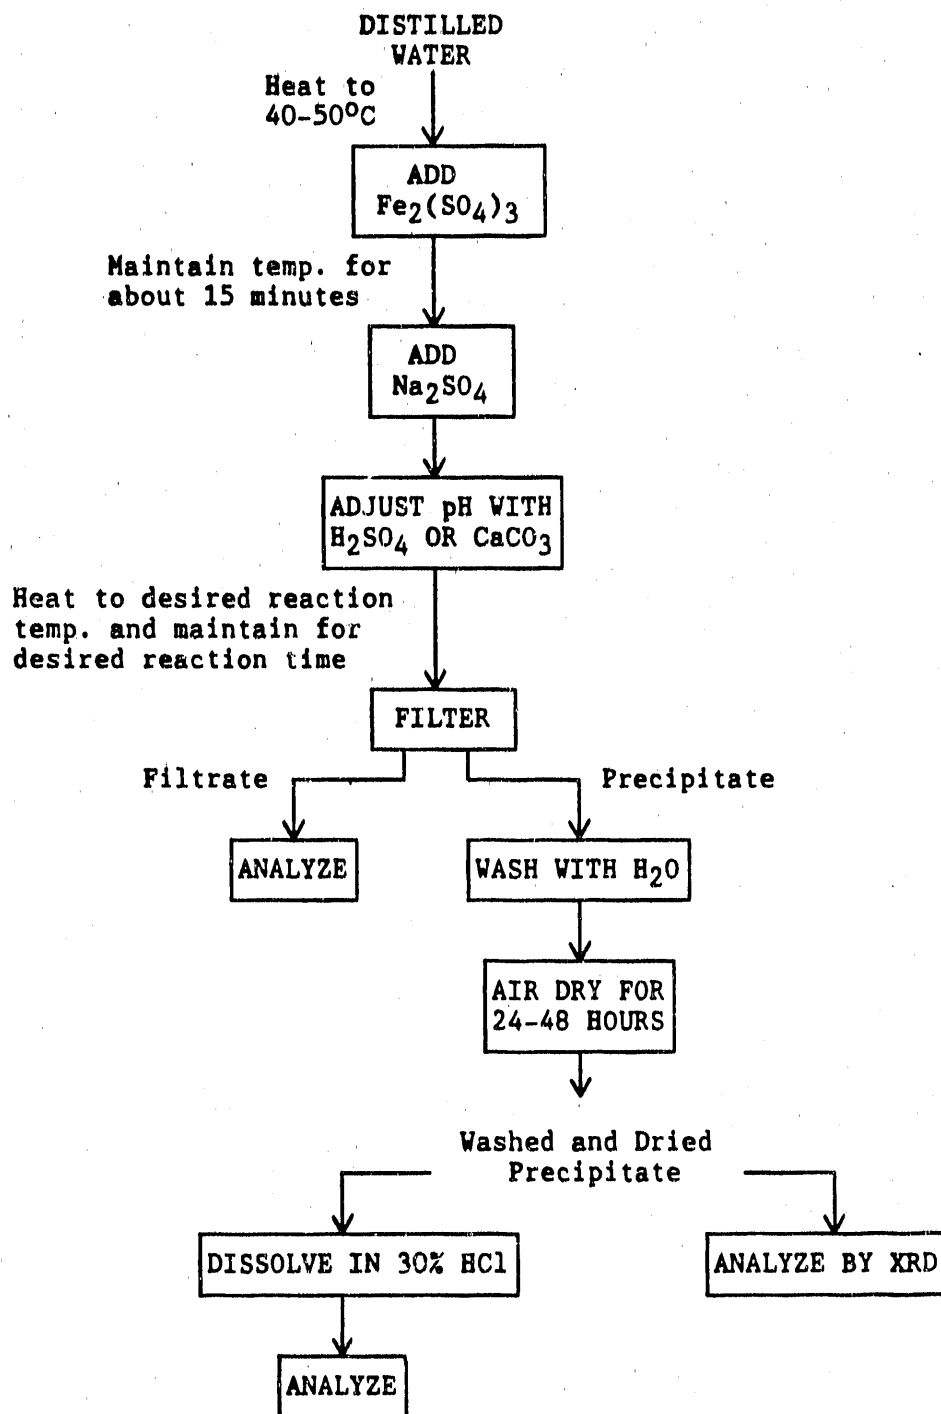 DISTILLED
WATER
Heat to
40-50°C
ADD
Fe₂(SO₄)₃
Maintain temp. for
about 15 minutes
ADD
Na₂SO₄
ADJUST pH WITH
H₂SO₄ OR CaCO₃
Heat to desired reaction
temp. and maintain for
desired reaction time
FILTER
Filtrate
Precipitate
ANALYZE
WASH WITH H₂O
AIR DRY FOR
24-48 HOURS
Washed and Dried
Precipitate
DISSOLVE IN 30% HCl
ANALYZE BY XRD
ANALYZE